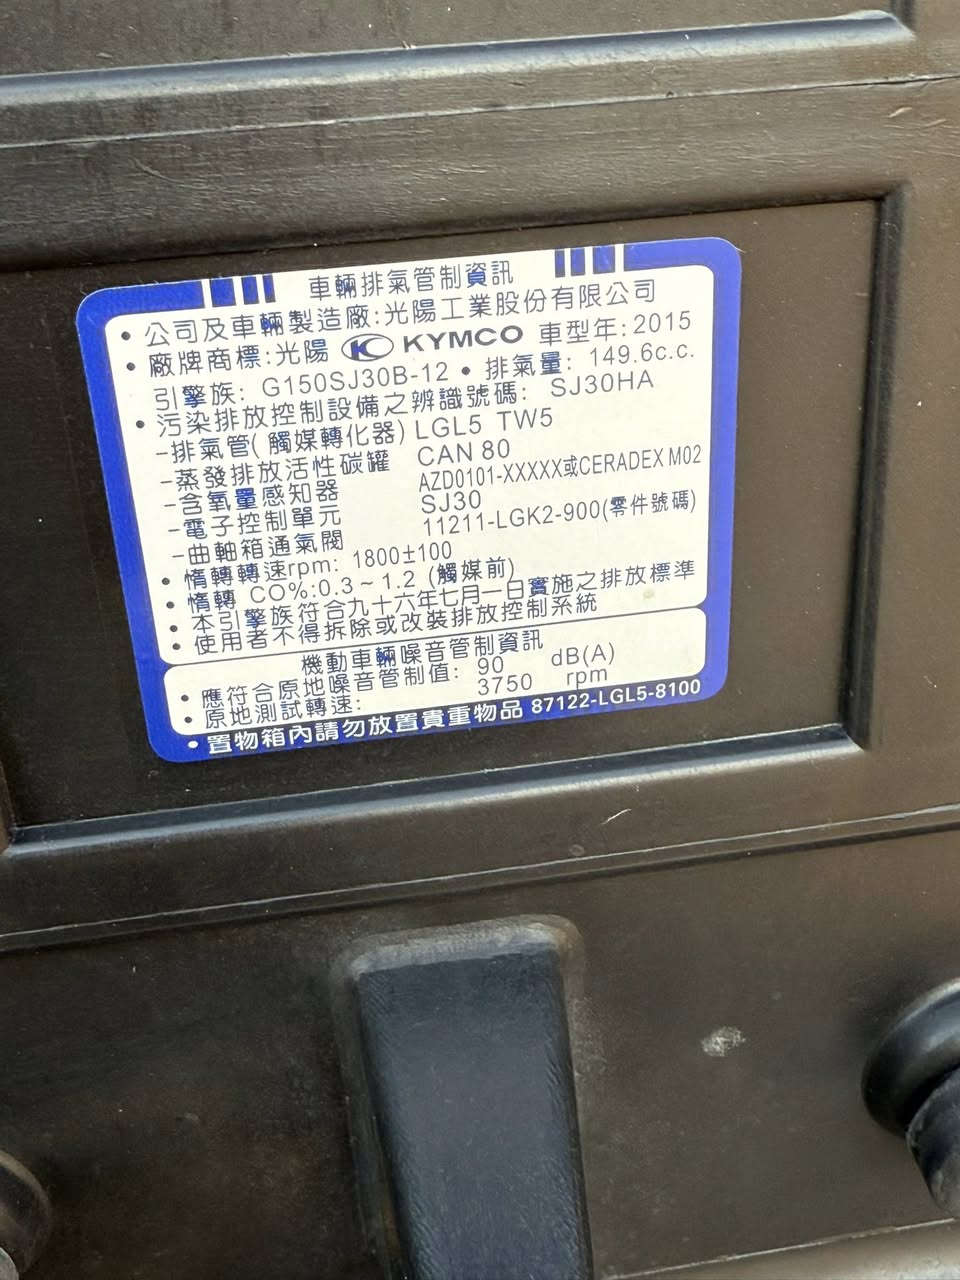 車輛排氣管制資訊
• 公司及車輛製造廠:光陽工業股份有限公司
• 廠牌商標:光陽 KYMCO 車型年: 2015
引擎族: G150SJ30B-12 • 排氣量: 149.6c.c.
• 污染排放控制設備之辨識號碼: SJ30HA
-排氣管(觸媒轉化器) LGL5 TW5
-蒸發排放活性碳罐 CAN 80
-含氧量感知器 AZD0101-XXXXX或CERADEX M02
-電子控制單元 SJ30
-曲軸箱通氣閥 11211-LGK2-900(零件號碼)
• 惰轉轉速rpm: 1800±100
• 惰轉 CO%:0.3~1.2 (觸媒前)
• 本引擎族符合九十六年七月一日實施之排放標準
• 使用者不得拆除或改裝排放控制系統
機動車輛噪音管制資訊
• 應符合原地噪音管制值: 90 dB(A)
• 原地測試轉速: 3750 rpm
• 置物箱內請勿放置貴重物品 87122-LGL5-8100